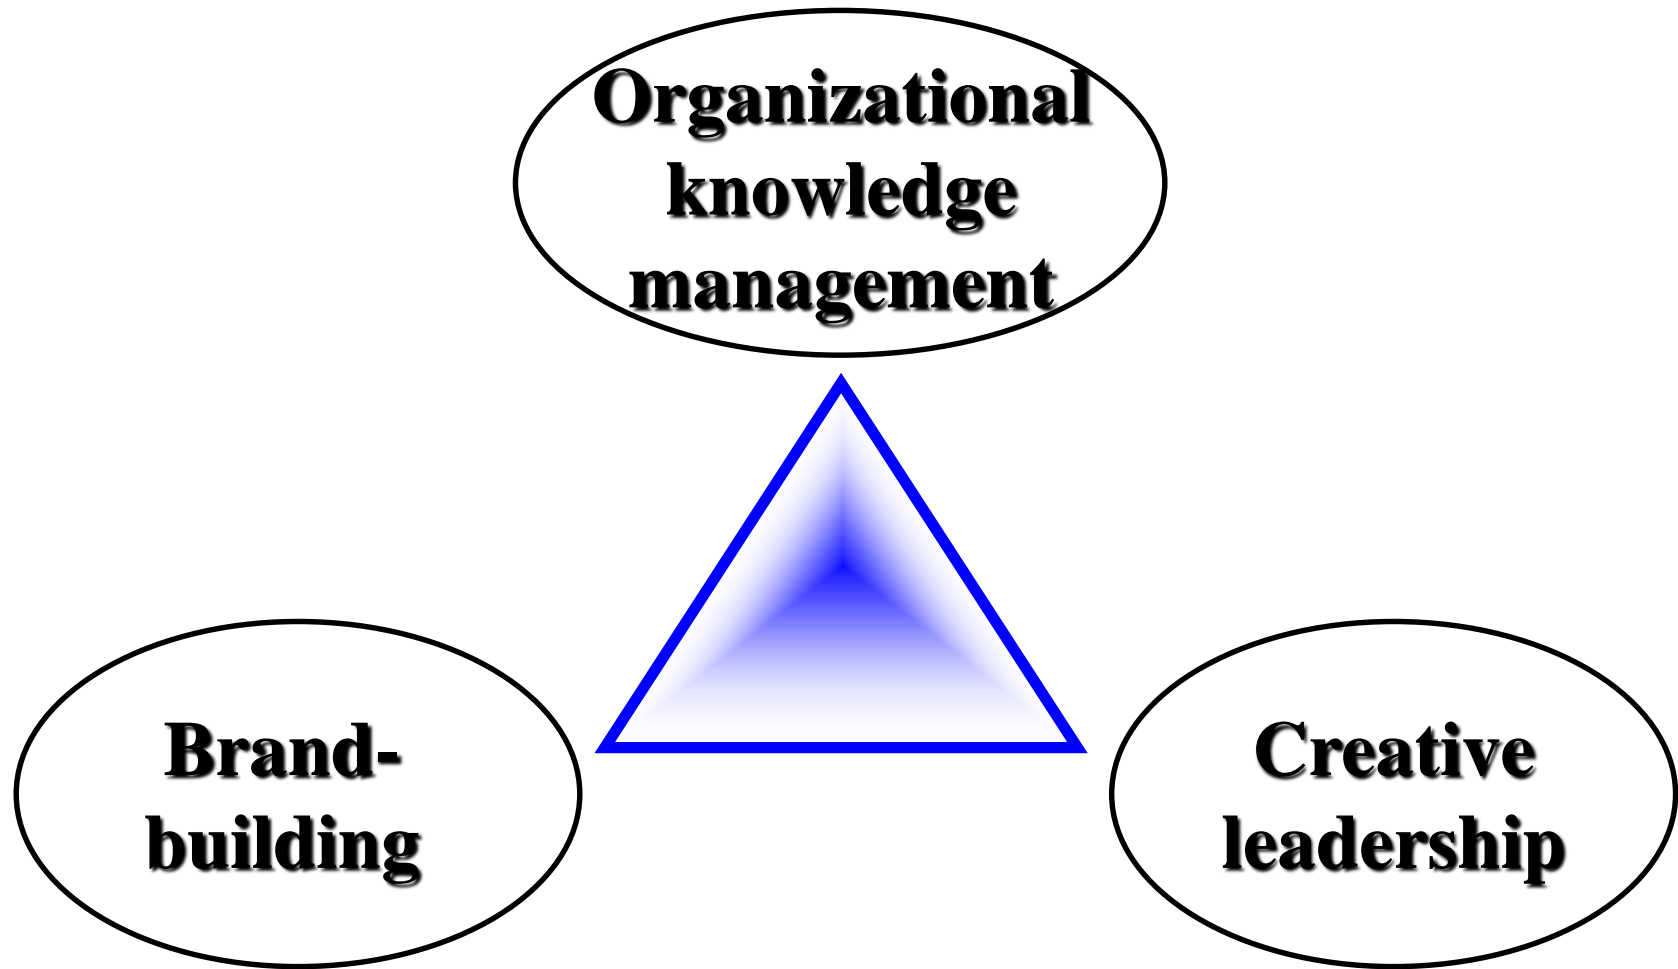 Organizational
knowledge
management
Brand-
building
Creative
leadership